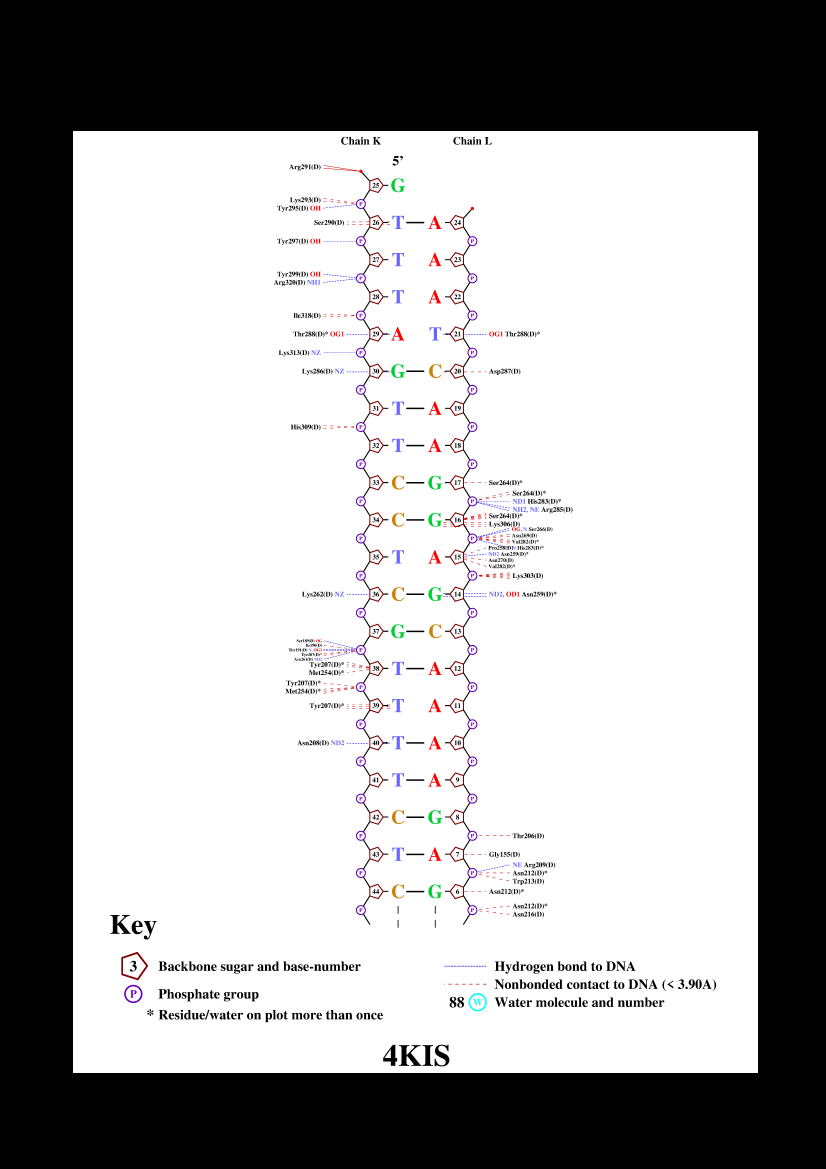 Chain K Chain L
5’
Arg291(D)
25 G
Lys293(D) P
Tyr295(D) OH
Ser290(D) 26 T A 24
Tyr297(D) OH P P
27 T A 23
Tyr299(D) OH P P
Arg320(D) NH1
28 T A 22
Ile318(D) P P
Thr288(D)* OG1 29 A T 21 OG1 Thr288(D)*
Lys313(D) NZ P P
Lys286(D) NZ 30 G C 20 Asp287(D)
P P
31 T A 19
His309(D) P P
32 T A 18
P P
33 C G 17 Ser264(D)*
Ser264(D)*
P P ND1 His283(D)*
NH2, NE Arg285(D)
Ser264(D)*
34 C G 16 Lys306(D)
OG, N Ser266(D)
P P Asn269(D)
Val282(D)*
Pro258(D) N His283(D)*
35 T A 15 ND2 Asn259(D)*
Asn270(D)
Val282(D)*
P P Lys303(D)
Lys262(D) NZ 36 C G 14 ND2, OD1 Asn259(D)*
P P
37 G C 13
Ser189(D) OG
Ile190(D)
Thr191(D) N, OG1 P P
Tyr207(D)*
Asn261(D) ND2
Tyr207(D)* 38 T A 12
Met254(D)*
Tyr207(D)* P P
Met254(D)*
Tyr207(D)* 39 T A 11
P P
Asn208(D) ND2 40 T A 10
P P
41 T A 9
P P
42 C G 8
P P Thr206(D)
43 T A 7 Gly155(D)
NE Arg209(D)
P P Asn212(D)*
Trp213(D)
44 C G 6 Asn212(D)*
P P Asn212(D)*
Asn216(D)
Key
3 Backbone sugar and base-number
P Phosphate group
* Residue/water on plot more than once
Hydrogen bond to DNA
Nonbonded contact to DNA (< 3.90A)
88 W Water molecule and number
4KIS